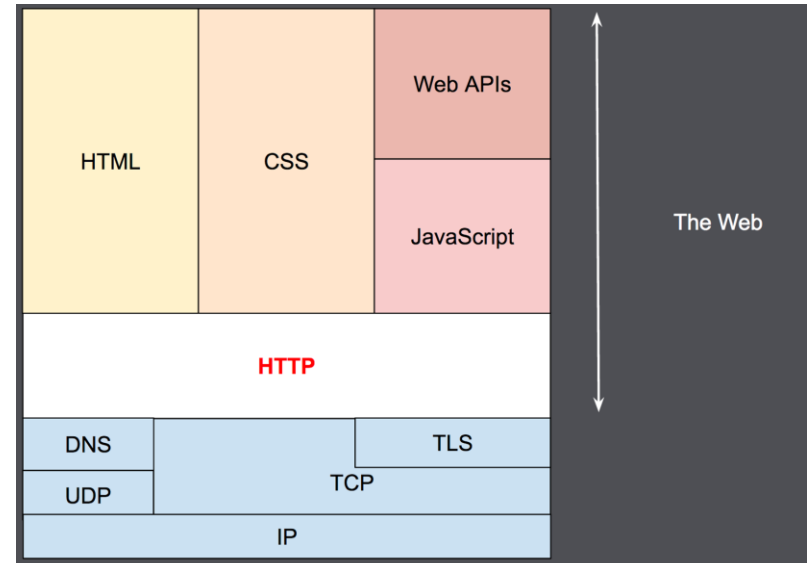 Web APIs
HTML
CSS
JavaScript
The Web
HTTP
DNS
TLS
TCP
UDP
IP